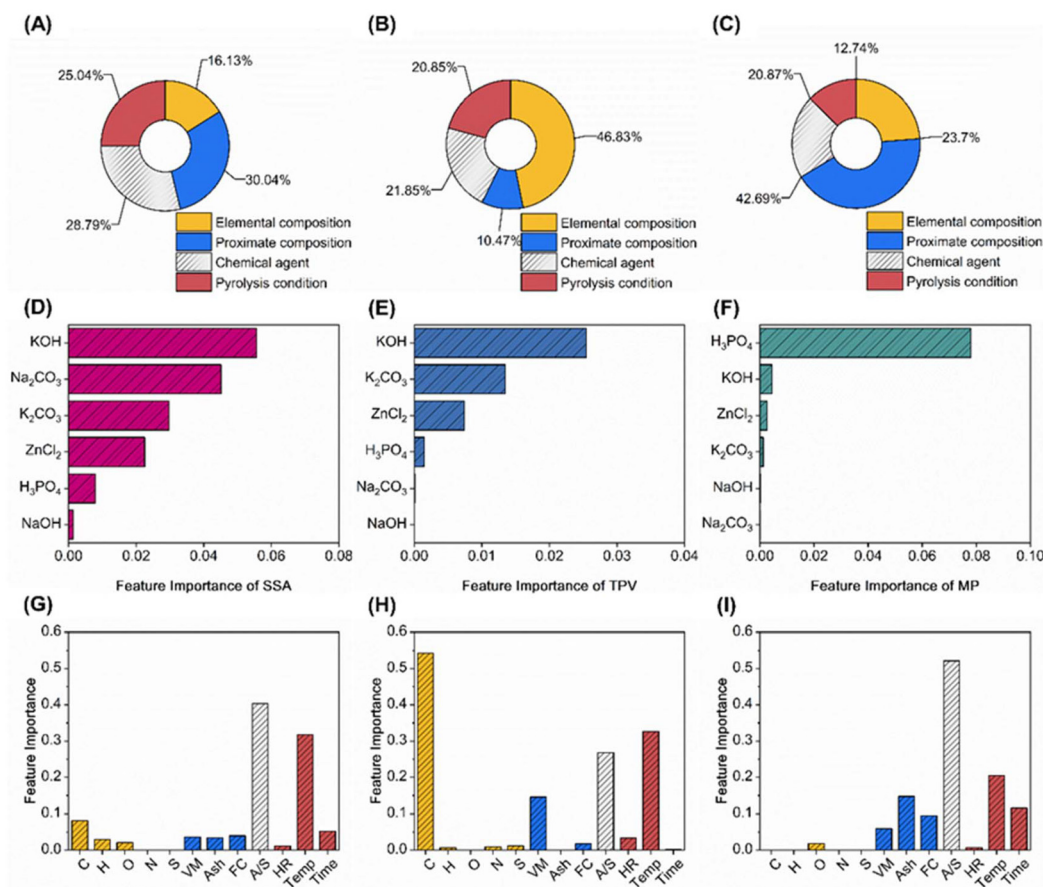 (A)
25.04%
16.13%
30.04%
28.79%
Elemental composition
Proximate composition
Chemical agent
Pyrolysis condition
(B)
20.85%
46.83%
21.85%
10.47%
Elemental composition
Proximate composition
Chemical agent
Pyrolysis condition
(C)
12.74%
20.87%
23.7%
42.69%
Elemental composition
Proximate composition
Chemical agent
Pyrolysis condition
(D)
KOH
Na₂CO₃
K₂CO₃
ZnCl₂
H₃PO₄
NaOH
0.00 0.02 0.04 0.06 0.08
Feature Importance of SSA
(E)
KOH
K₂CO₃
ZnCl₂
H₃PO₄
Na₂CO₃
NaOH
0.00 0.01 0.02 0.03 0.04
Feature Importance of TPV
(F)
H₃PO₄
KOH
ZnCl₂
K₂CO₃
NaOH
Na₂CO₃
0.00 0.02 0.04 0.06 0.08 0.10
Feature Importance of MP
(G)
Feature Importance
0.6
0.5
0.4
0.3
0.2
0.1
0.0
C H O N S VM Ash FC A/S HR Temp Time
(H)
Feature Importance
0.6
0.5
0.4
0.3
0.2
0.1
0.0
C H O N S VM Ash FC A/S HR Temp Time
(I)
Feature Importance
0.6
0.5
0.4
0.3
0.2
0.1
0.0
C H O N S VM Ash FC A/S HR Temp Time